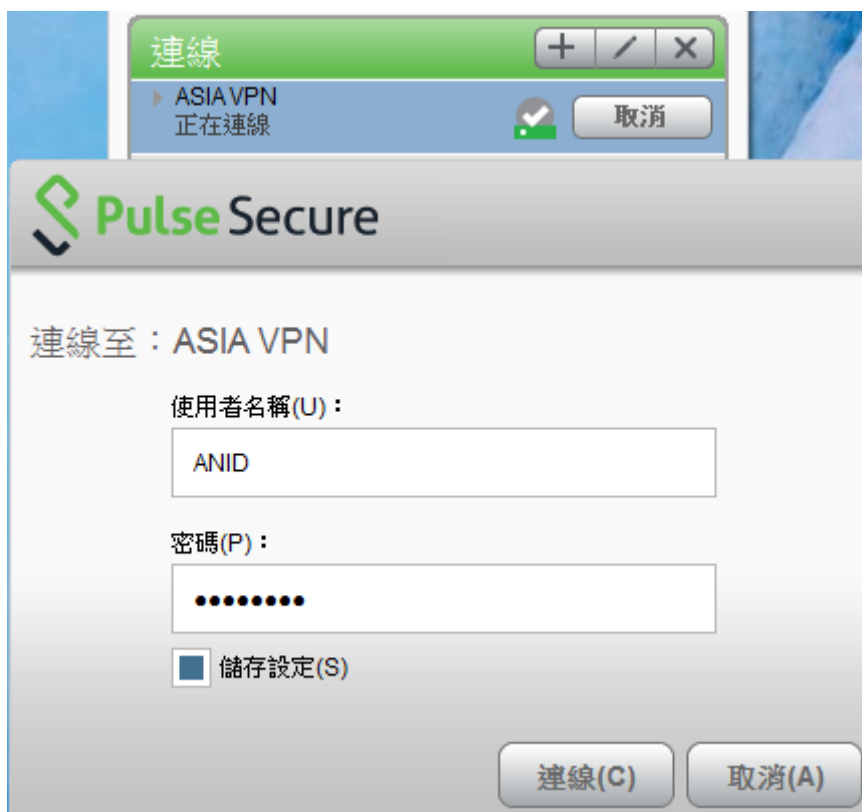 連線
ASIA VPN
正在連線
取消
Pulse Secure
連線至：ASIA VPN
使用者名稱(U)：
ANID
密碼(P)：
••••••••
儲存設定(S)
連線(C)
取消(A)